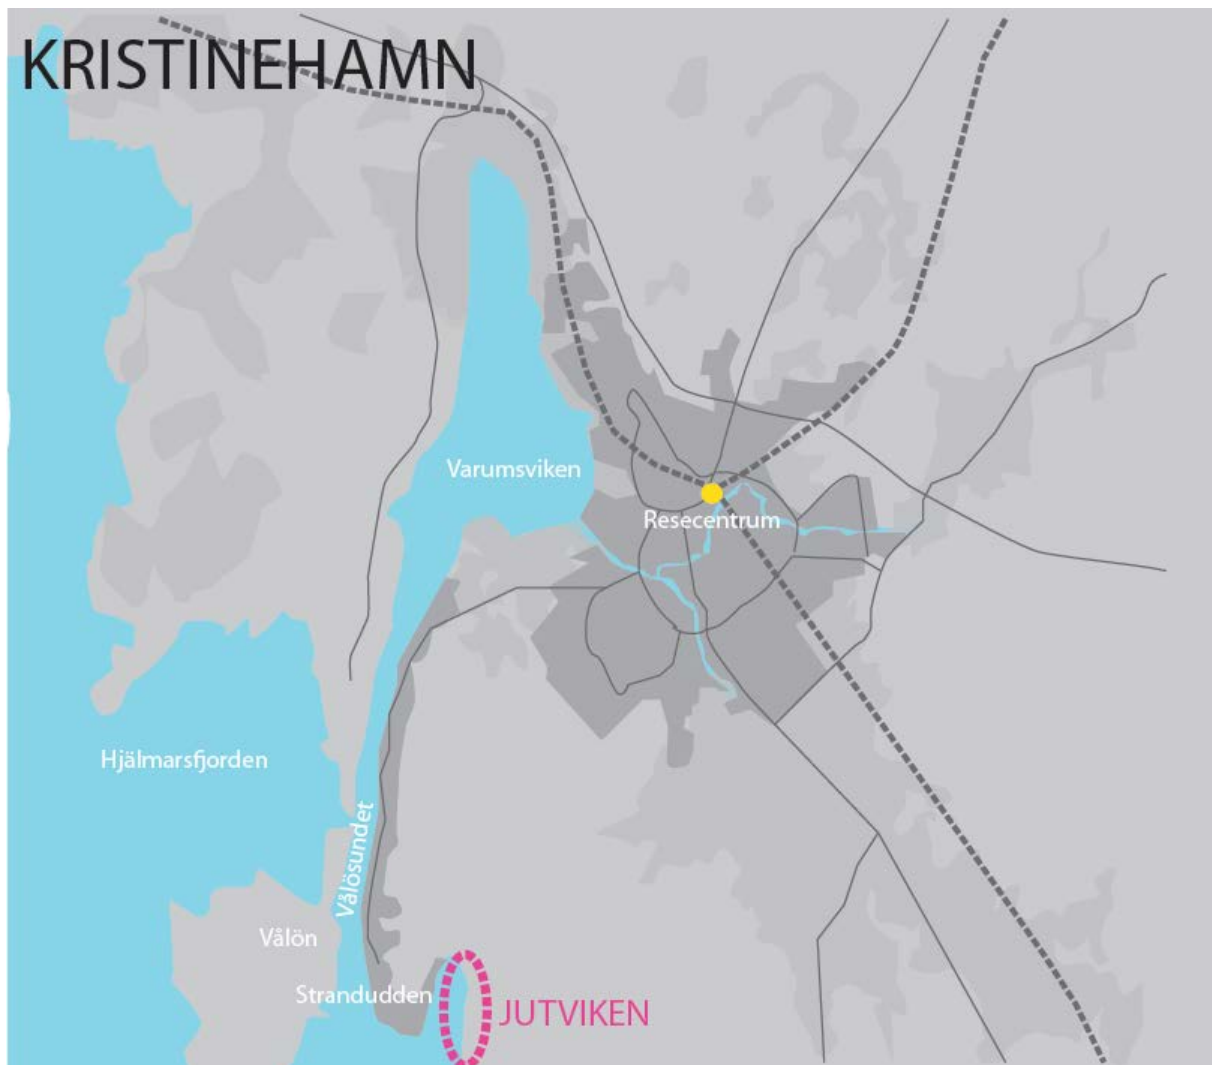 KRISTINEHAMN
Varumsviken
Resecentrum
Hjälmarsfjorden
Vålösundet
Vålön
Strandudden
JUTVIKEN